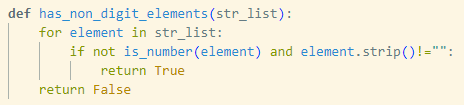 def has_non_digit_elements(str_list):
    for element in str_list:
        if not is_number(element) and element.strip()!="":
            return True
    return False